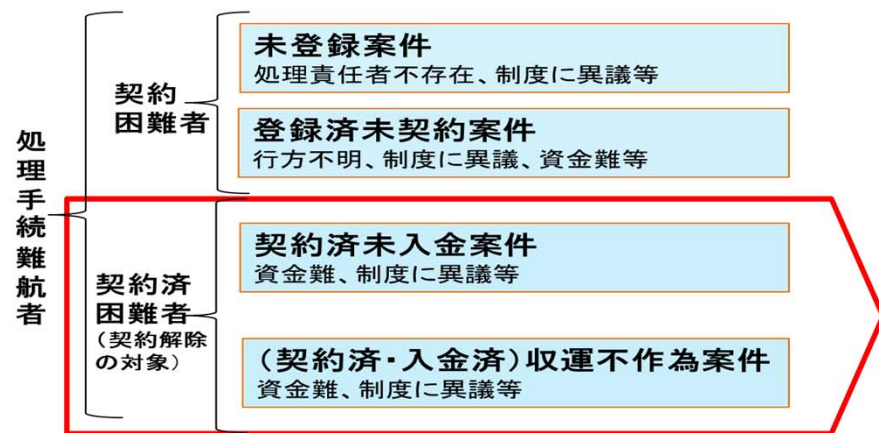 処理手続難航者
契約
困難者
未登録案件
処理責任者不存在、制度に異議等
登録済未契約案件
行方不明、制度に異議、資金難等
契約済
困難者
(契約解除
の対象)
契約済未入金案件
資金難、制度に異議等
(契約済・入金済)収運不作為案件
資金難、制度に異議等